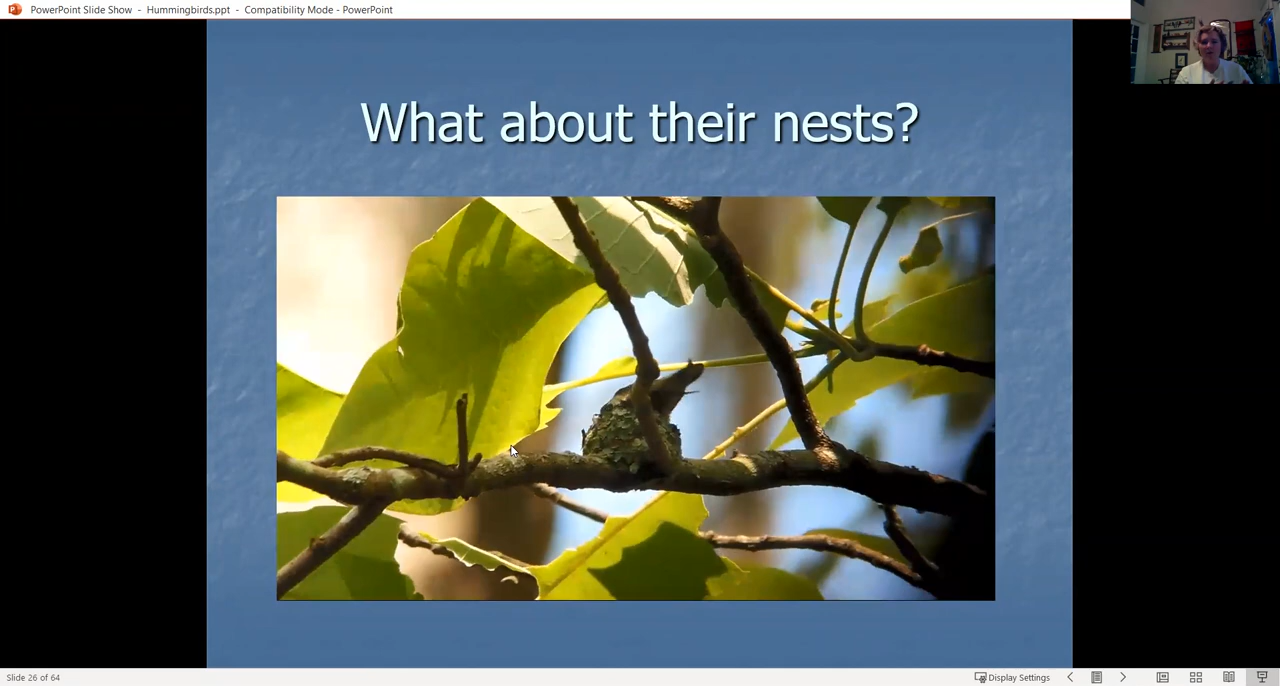 PowerPoint Slide Show - Hummingbirds.ppt - Compatibility Mode - PowerPoint
What about their nests?
Slide 26 of 64
Display Settings